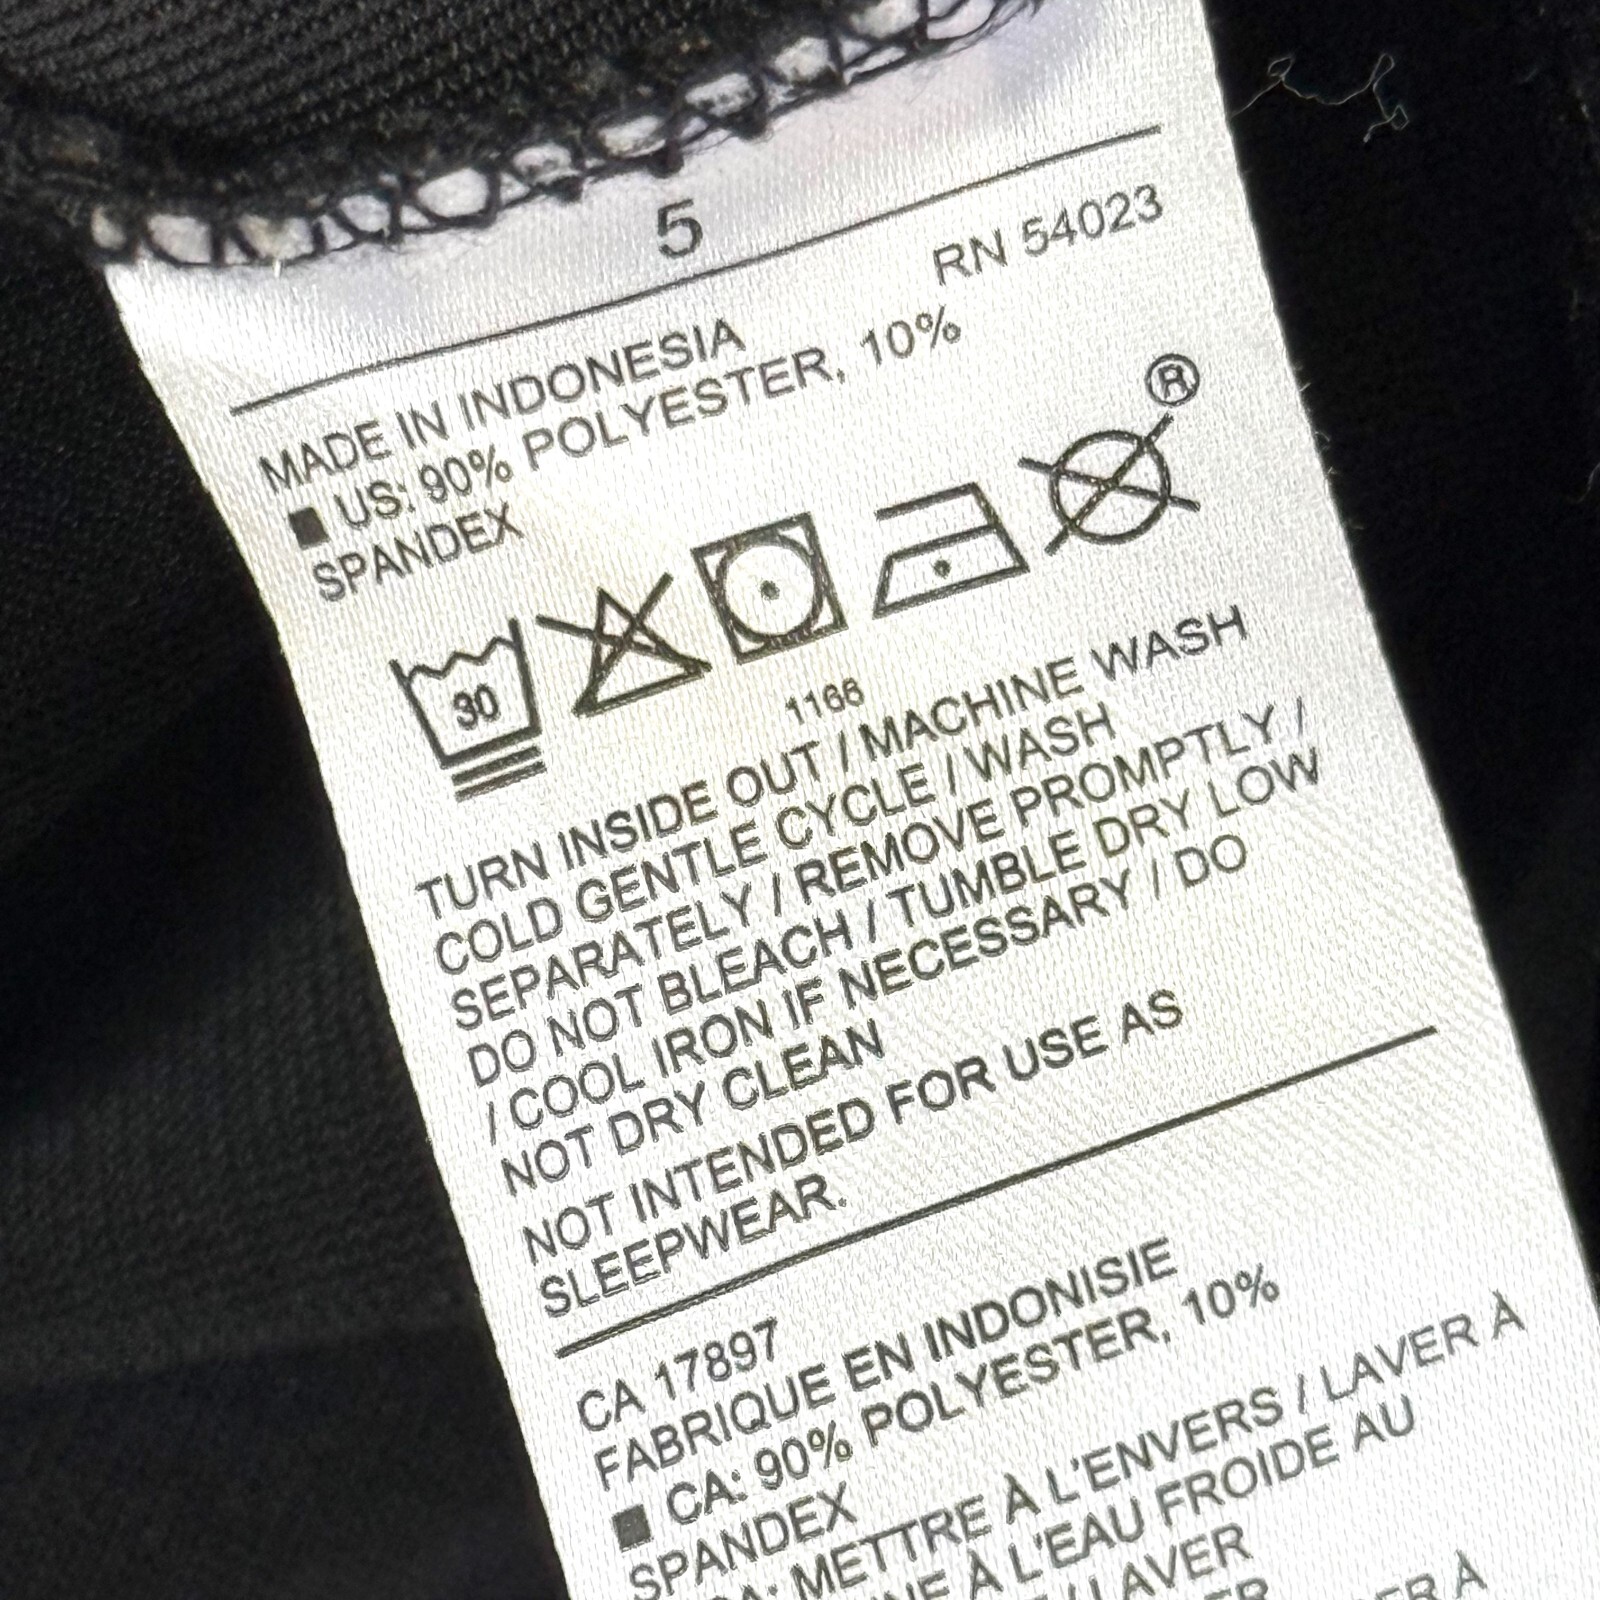 5
RN 54023
MADE IN INDONESIA
■ US: 90% POLYESTER, 10%
SPANDEX
®
30
1166
TURN INSIDE OUT / MACHINE WASH
COLD GENTLE CYCLE / WASH
SEPARATELY / REMOVE PROMPTLY /
DO NOT BLEACH / TUMBLE DRY LOW
/ COOL IRON IF NECESSARY / DO
NOT DRY CLEAN
NOT INTENDED FOR USE AS
SLEEPWEAR.
CA 17897
FABRIQUE EN INDONISIE
■ CA: 90% POLYESTER, 10%
SPANDEX
METTRE À L'ENVERS / LAVER À
À L'EAU FROIDE AU
LAVER
À